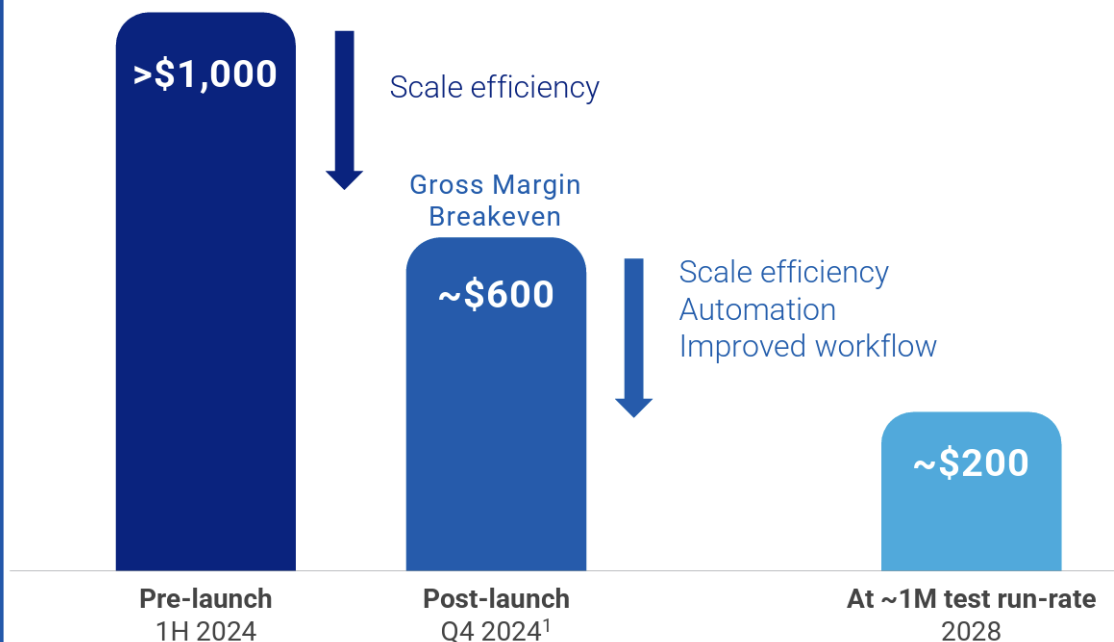 >$1,000
Scale efficiency
Gross Margin
Breakeven
~$600
Scale efficiency
Automation
Improved workflow
~$200
Pre-launch
1H 2024
Post-launch
Q4 2024¹
At ~1M test run-rate
2028